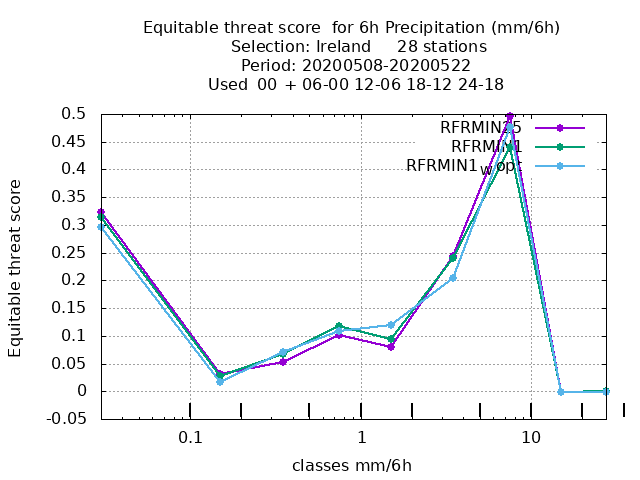 Equitable threat score  for 6h Precipitation (mm/6h)
Selection: Ireland     28 stations
Period: 20200508-20200522
Used  00  + 06-00 12-06 18-12 24-18
0.5
0.45
0.4
0.35
0.3
0.25
0.2
0.15
0.1
0.05
0
-0.05
Equitable threat score
RFRMIN25
RFRMIN1
RFRMIN1wopt
0.1
1
10
classes mm/6h